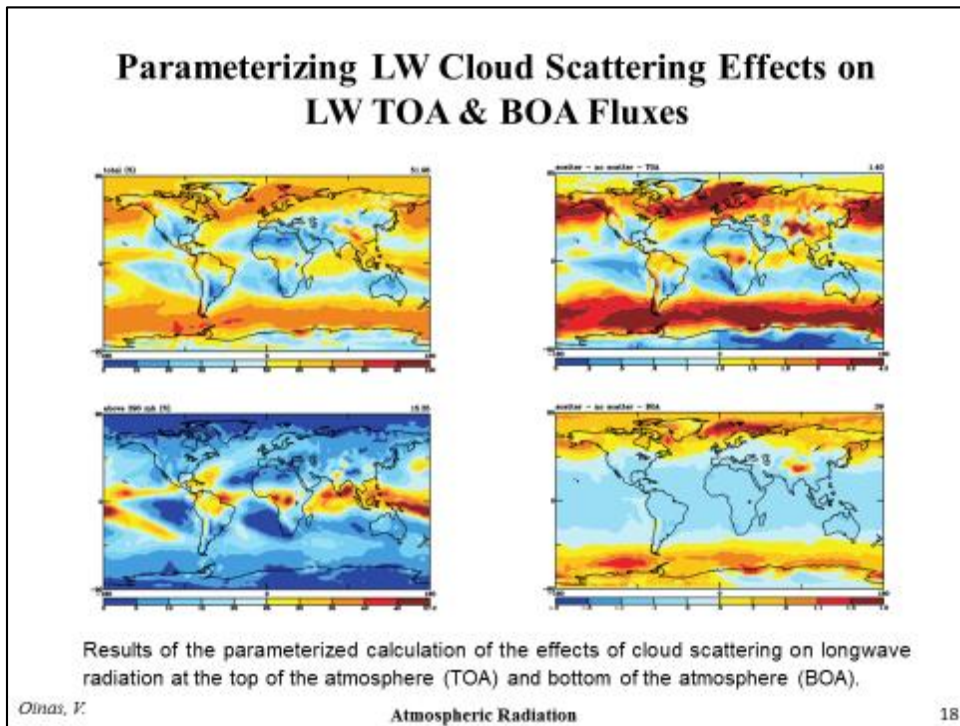 Parameterizing LW Cloud Scattering Effects on
LW TOA & BOA Fluxes
total (%)
scatter - no scatter - TOA
scatter - no scatter - BOA
Results of the parameterized calculation of the effects of cloud scattering on longwave
radiation at the top of the atmosphere (TOA) and bottom of the atmosphere (BOA).
Oinas, V.
Atmospheric Radiation
18